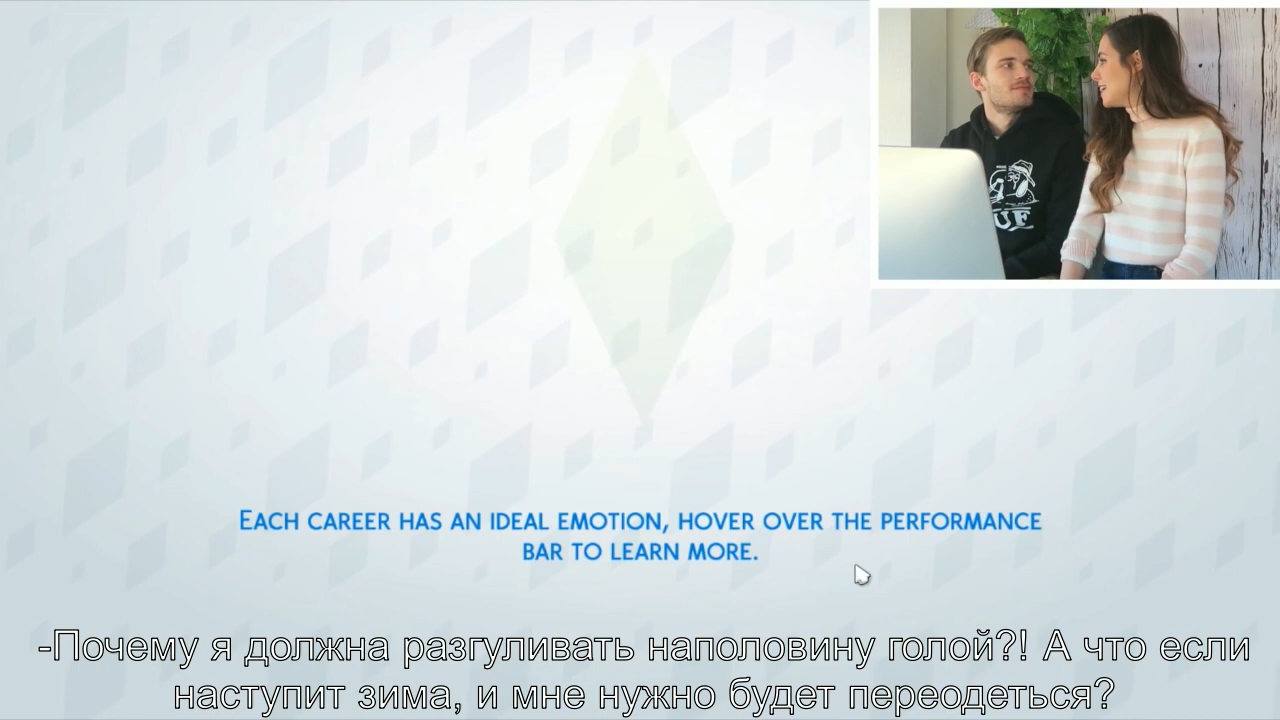 UF
EACH CAREER HAS AN IDEAL EMOTION, HOVER OVER THE PERFORMANCE
BAR TO LEARN MORE.
-Почему я должна разгуливать наполовину голой?! А что если
наступит зима, и мне нужно будет переодеться?